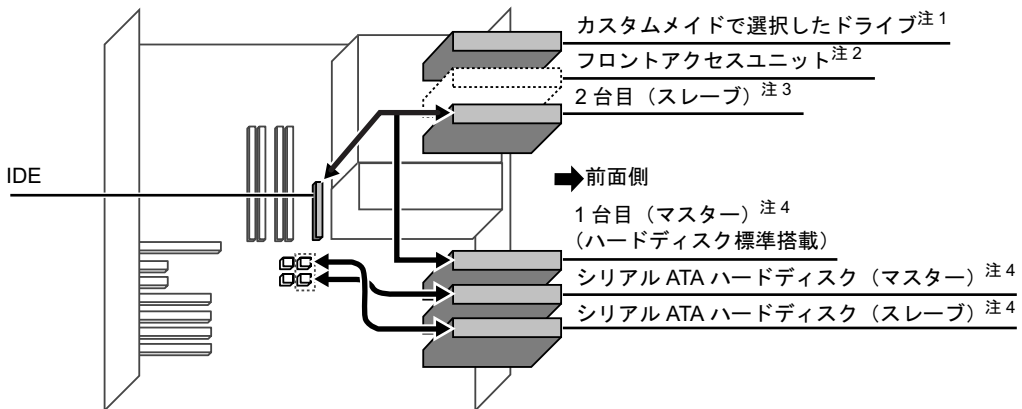 カスタムメイドで選択したドライブ注1
フロントアクセスユニット注2
2台目（スレーブ）注3
IDE
前面側
1台目（マスター）注4
（ハードディスク標準搭載）
シリアルATAハードディスク（マスター）注4
シリアルATAハードディスク（スレーブ）注4